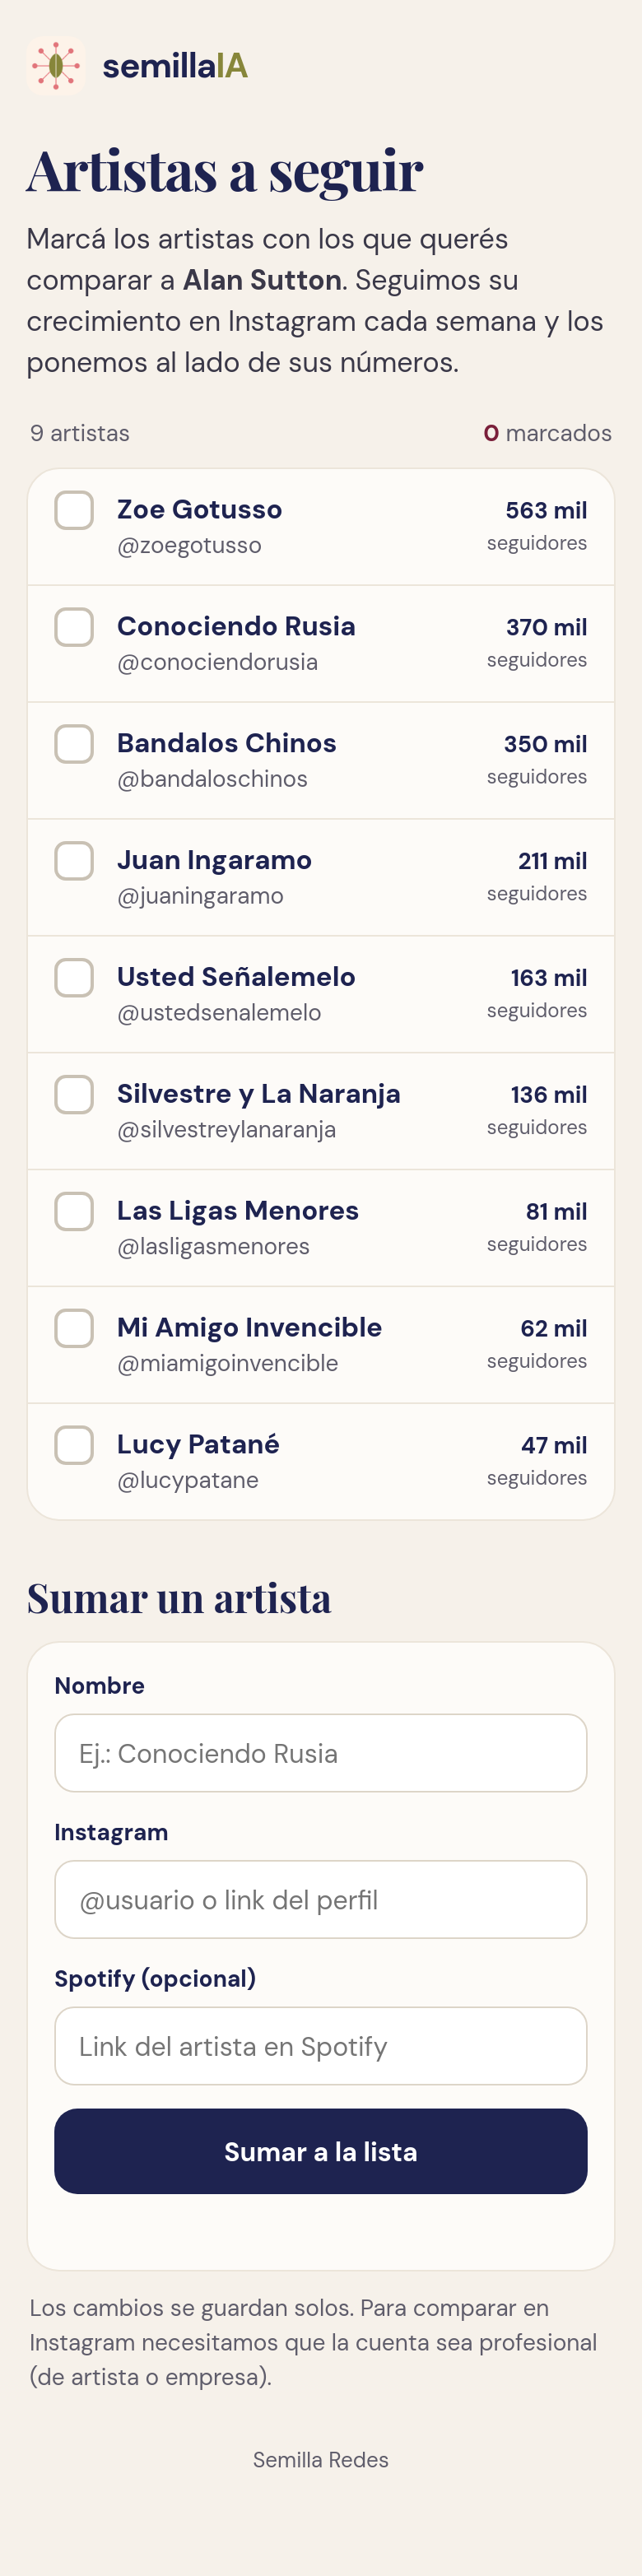 semillaIA
Artistas a seguir
Marcá los artistas con los que querés
comparar a Alan Sutton. Seguimos su
crecimiento en Instagram cada semana y los
ponemos al lado de sus números.
9 artistas 0 marcados
Zoe Gotusso 563 mil
@zoegotusso seguidores
Conociendo Rusia 370 mil
@conociendorusia seguidores
Bandalos Chinos 350 mil
@bandaloschinos seguidores
Juan Ingaramo 211 mil
@juaningaramo seguidores
Usted Señalemelo 163 mil
@ustedsenalemelo seguidores
Silvestre y La Naranja 136 mil
@silvestreylanaranja seguidores
Las Ligas Menores 81 mil
@lasligasmenores seguidores
Mi Amigo Invencible 62 mil
@miamigoinvencible seguidores
Lucy Patané 47 mil
@lucypatane seguidores
Sumar un artista
Nombre
Ej.: Conociendo Rusia
Instagram
@usuario o link del perfil
Spotify (opcional)
Link del artista en Spotify
Sumar a la lista
Los cambios se guardan solos. Para comparar en
Instagram necesitamos que la cuenta sea profesional
(de artista o empresa).
Semilla Redes